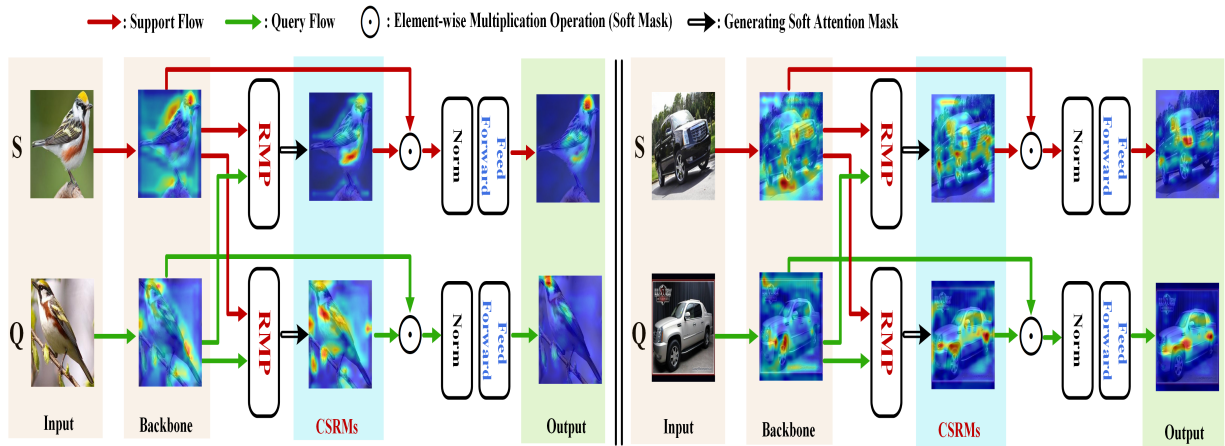 : Support Flow
: Query Flow
: Element-wise Multiplication Operation (Soft Mask)
: Generating Soft Attention Mask
S
RMP
Norm
Feed Forward
Q
RMP
Norm
Feed Forward
Input
Backbone
CSRMs
Output
S
RMP
Norm
Feed Forward
Q
RMP
Norm
Feed Forward
Input
Backbone
CSRMs
Output